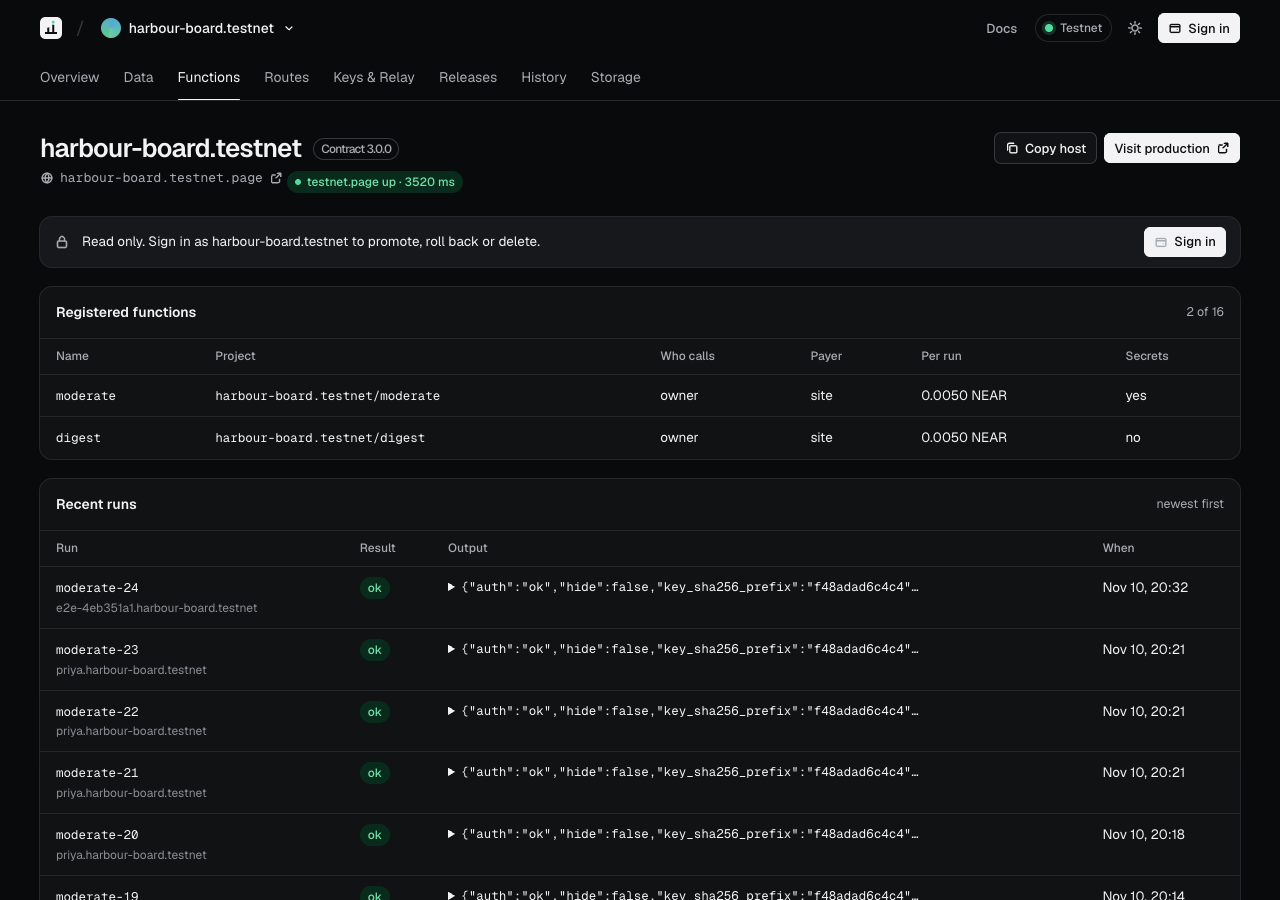 / harbour-board.testnet Docs Testnet Sign in
Overview Data Functions Routes Keys & Relay Releases History Storage
harbour-board.testnet Contract 3.0.0 Copy host Visit production
harbour-board.testnet.page testnet.page up · 3520 ms
Read only. Sign in as harbour-board.testnet to promote, roll back or delete. Sign in
Registered functions 2 of 16
Name Project Who calls Payer Per run Secrets
moderate harbour-board.testnet/moderate owner site 0.0050 NEAR yes
digest harbour-board.testnet/digest owner site 0.0050 NEAR no
Recent runs newest first
Run Result Output When
moderate-24 ok {"auth":"ok","hide":false,"key_sha256_prefix":"f48adad6c4c4"… Nov 10, 20:32
e2e-4eb351a1.harbour-board.testnet
moderate-23 ok {"auth":"ok","hide":false,"key_sha256_prefix":"f48adad6c4c4"… Nov 10, 20:21
priya.harbour-board.testnet
moderate-22 ok {"auth":"ok","hide":false,"key_sha256_prefix":"f48adad6c4c4"… Nov 10, 20:21
priya.harbour-board.testnet
moderate-21 ok {"auth":"ok","hide":false,"key_sha256_prefix":"f48adad6c4c4"… Nov 10, 20:21
priya.harbour-board.testnet
moderate-20 ok {"auth":"ok","hide":false,"key_sha256_prefix":"f48adad6c4c4"… Nov 10, 20:18
priya.harbour-board.testnet
moderate-19 ok {"auth":"ok","hide":false,"key_sha256_prefix":"f48adad6c4c4"… Nov 10, 20:14